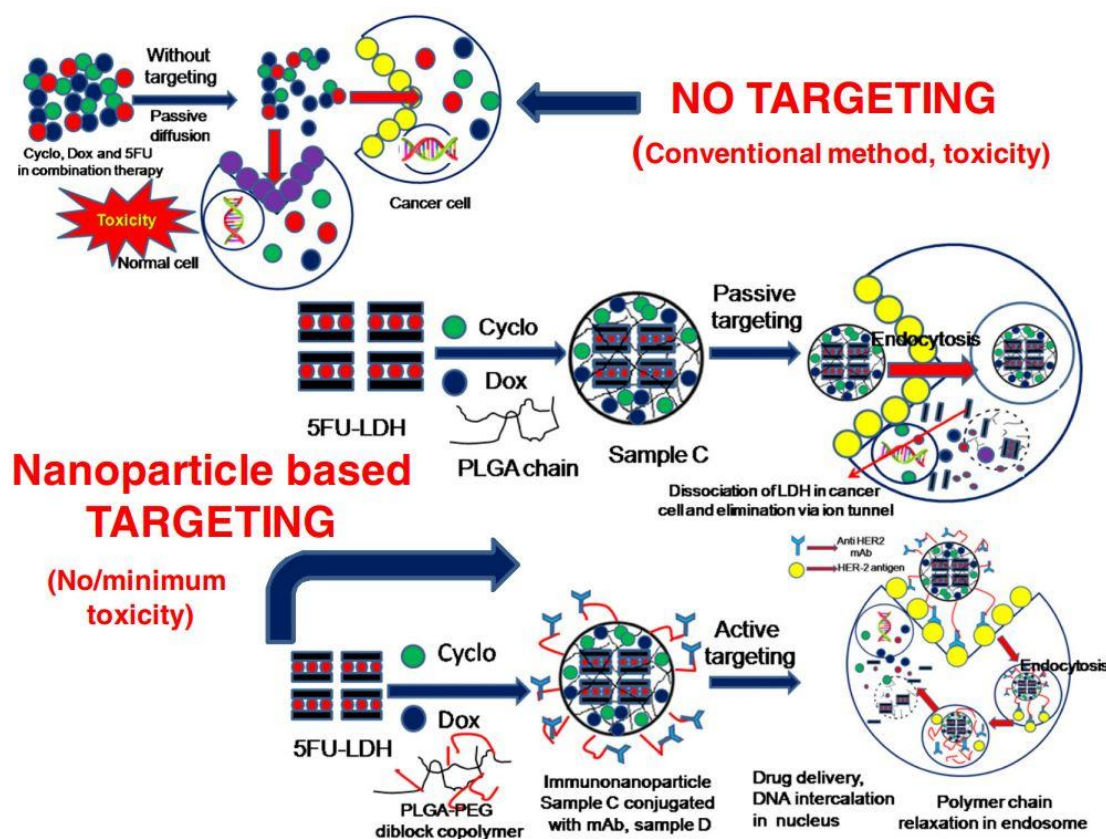 Without
targeting
Passive
diffusion
Cyclo, Dox and 5FU
in combination therapy
Toxicity
Normal cell
Cancer cell
NO TARGETING
(Conventional method, toxicity)
5FU-LDH
Cyclo
Dox
PLGA chain
Sample C
Passive
targeting
Endocytosis
Dissociation of LDH in cancer
cell and elimination via ion tunnel
Nanoparticle based
TARGETING
(No/minimum
toxicity)
5FU-LDH
Cyclo
Dox
PLGA-PEG
diblock copolymer
Immunonanoparticle
Sample C conjugated
with mAb, sample D
Active
targeting
Drug delivery,
DNA intercalation
in nucleus
Anti HER2
mAb
HER-2 antigen
Endocytosis
Polymer chain
relaxation in endosome